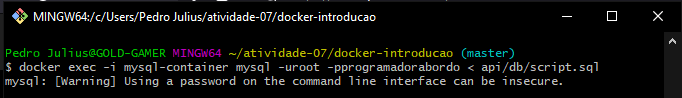 MINGW64:/c/Users/Pedro Julius/atividade-07/docker-introducao
Pedro Julius@GOLD-GAMER MINGW64 ~/atividade-07/docker-introducao (master)
$ docker exec -i mysql-container mysql -uroot -pprogramadorabordo < api/db/script.sql
mysql: [Warning] Using a password on the command line interface can be insecure.